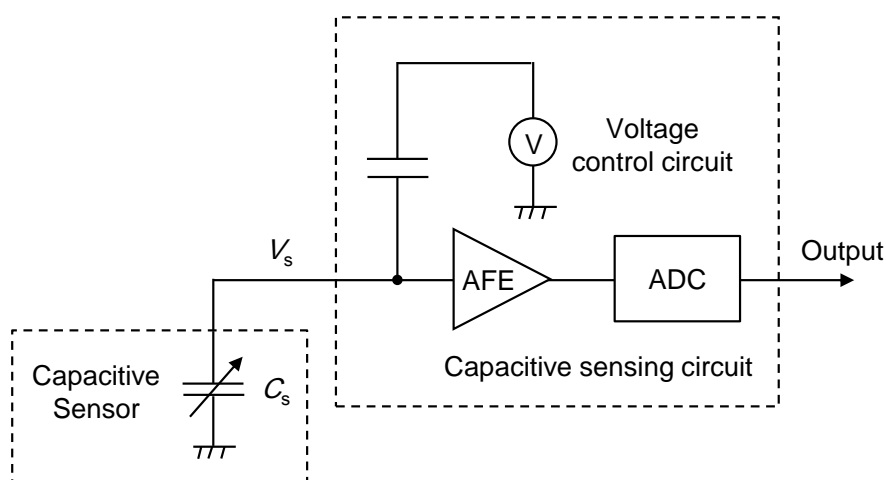 V
Voltage
control circuit
Vs
AFE
ADC
Output
Capacitive sensing circuit
Capacitive
Sensor
Cs